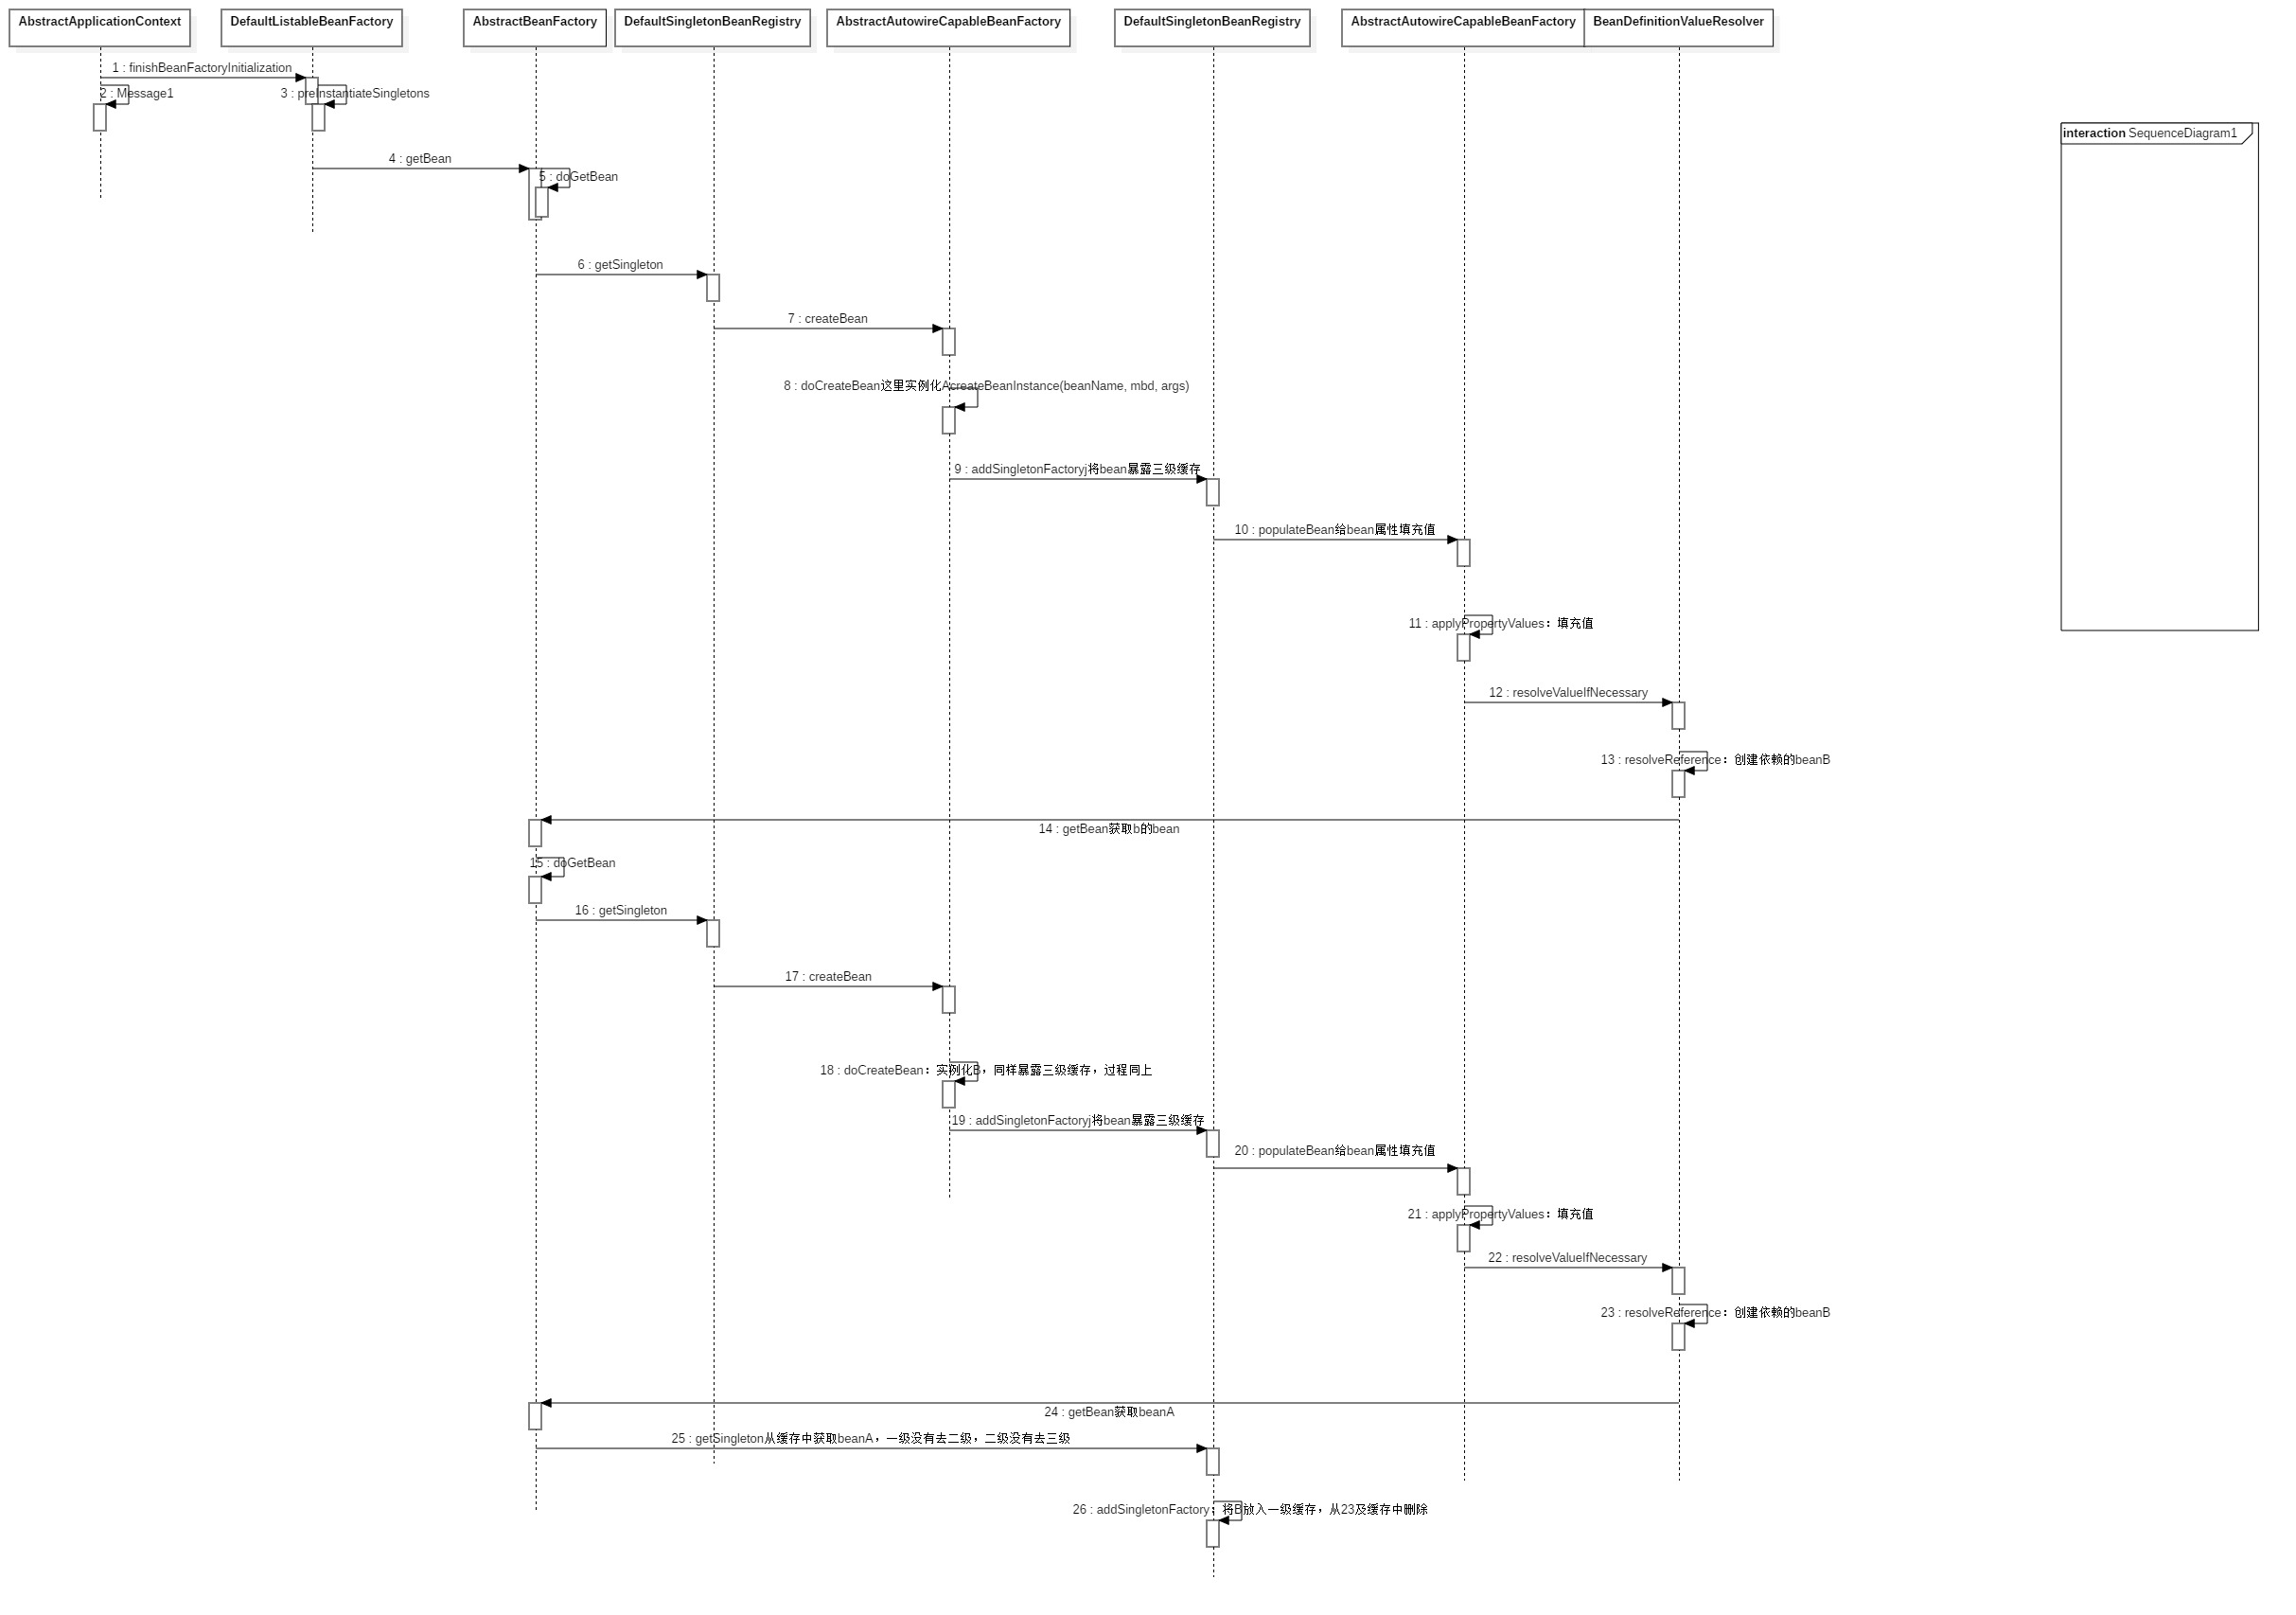 AbstractApplicationContext
DefaultListableBeanFactory
AbstractBeanFactory
DefaultSingletonBeanRegistry
AbstractAutowireCapableBeanFactory
DefaultSingletonBeanRegistry
AbstractAutowireCapableBeanFactory
BeanDefinitionValueResolver
1 : finishBeanFactoryInitialization
2 : Message1
3 : preInstantiateSingletons
interaction SequenceDiagram1
4 : getBean
5 : doGetBean
6 : getSingleton
7 : createBean
8 : doCreateBean这里实例化AcreateBeanInstance(beanName, mbd, args)
9 : addSingletonFactoryj将bean暴露三级缓存
10 : populateBean给bean属性填充值
11 : applyPropertyValues：填充值
12 : resolveValueIfNecessary
13 : resolveReference：创建依赖的beanB
14 : getBean获取b的bean
15 : doGetBean
16 : getSingleton
17 : createBean
18 : doCreateBean：实例化B，同样暴露三级缓存，过程同上
19 : addSingletonFactoryj将bean暴露三级缓存
20 : populateBean给bean属性填充值
21 : applyPropertyValues：填充值
22 : resolveValueIfNecessary
23 : resolveReference：创建依赖的beanB
24 : getBean获取beanA
25 : getSingleton从缓存中获取beanA，一级没有去二级，二级没有去三级
26 : addSingletonFactory：将B放入一级缓存，从23及缓存中删除